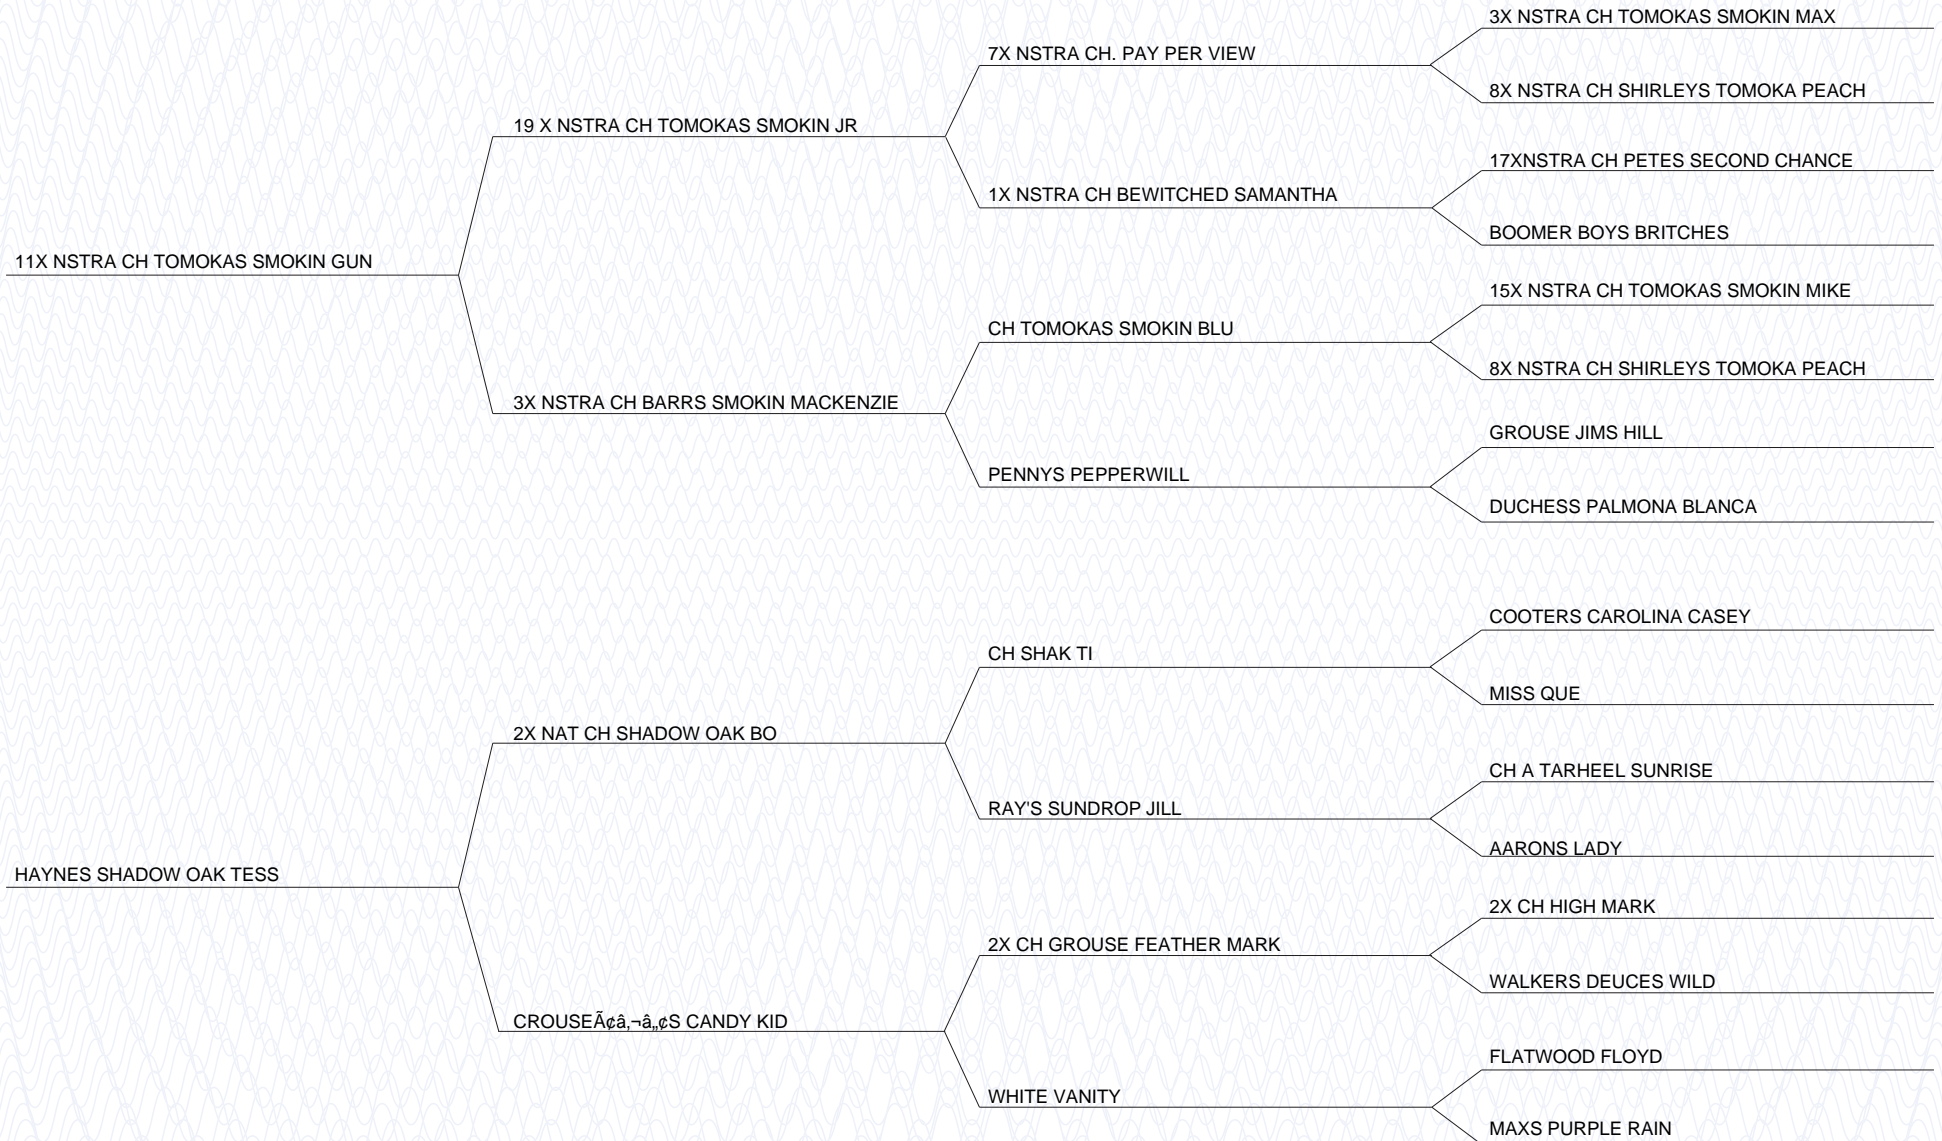 3X NSTRA CH TOMOKAS SMOKIN MAX
7X NSTRA CH. PAY PER VIEW
8X NSTRA CH SHIRLEYS TOMOKA PEACH
19 X NSTRA CH TOMOKAS SMOKIN JR
17XNSTRA CH PETES SECOND CHANCE
1X NSTRA CH BEWITCHED SAMANTHA
BOOMER BOYS BRITCHES
11X NSTRA CH TOMOKAS SMOKIN GUN
15X NSTRA CH TOMOKAS SMOKIN MIKE
CH TOMOKAS SMOKIN BLU
8X NSTRA CH SHIRLEYS TOMOKA PEACH
3X NSTRA CH BARRS SMOKIN MACKENZIE
GROUSE JIMS HILL
PENNYS PEPPERWILL
DUCHESS PALMONA BLANCA
COOTERS CAROLINA CASEY
CH SHAK TI
MISS QUE
2X NAT CH SHADOW OAK BO
CH A TARHEEL SUNRISE
RAY'S SUNDROP JILL
AARONS LADY
HAYNES SHADOW OAK TESS
2X CH HIGH MARK
2X CH GROUSE FEATHER MARK
WALKERS DEUCES WILD
CROUSEÃ¢â‚¬â„¢S CANDY KID
FLATWOOD FLOYD
WHITE VANITY
MAXS PURPLE RAIN